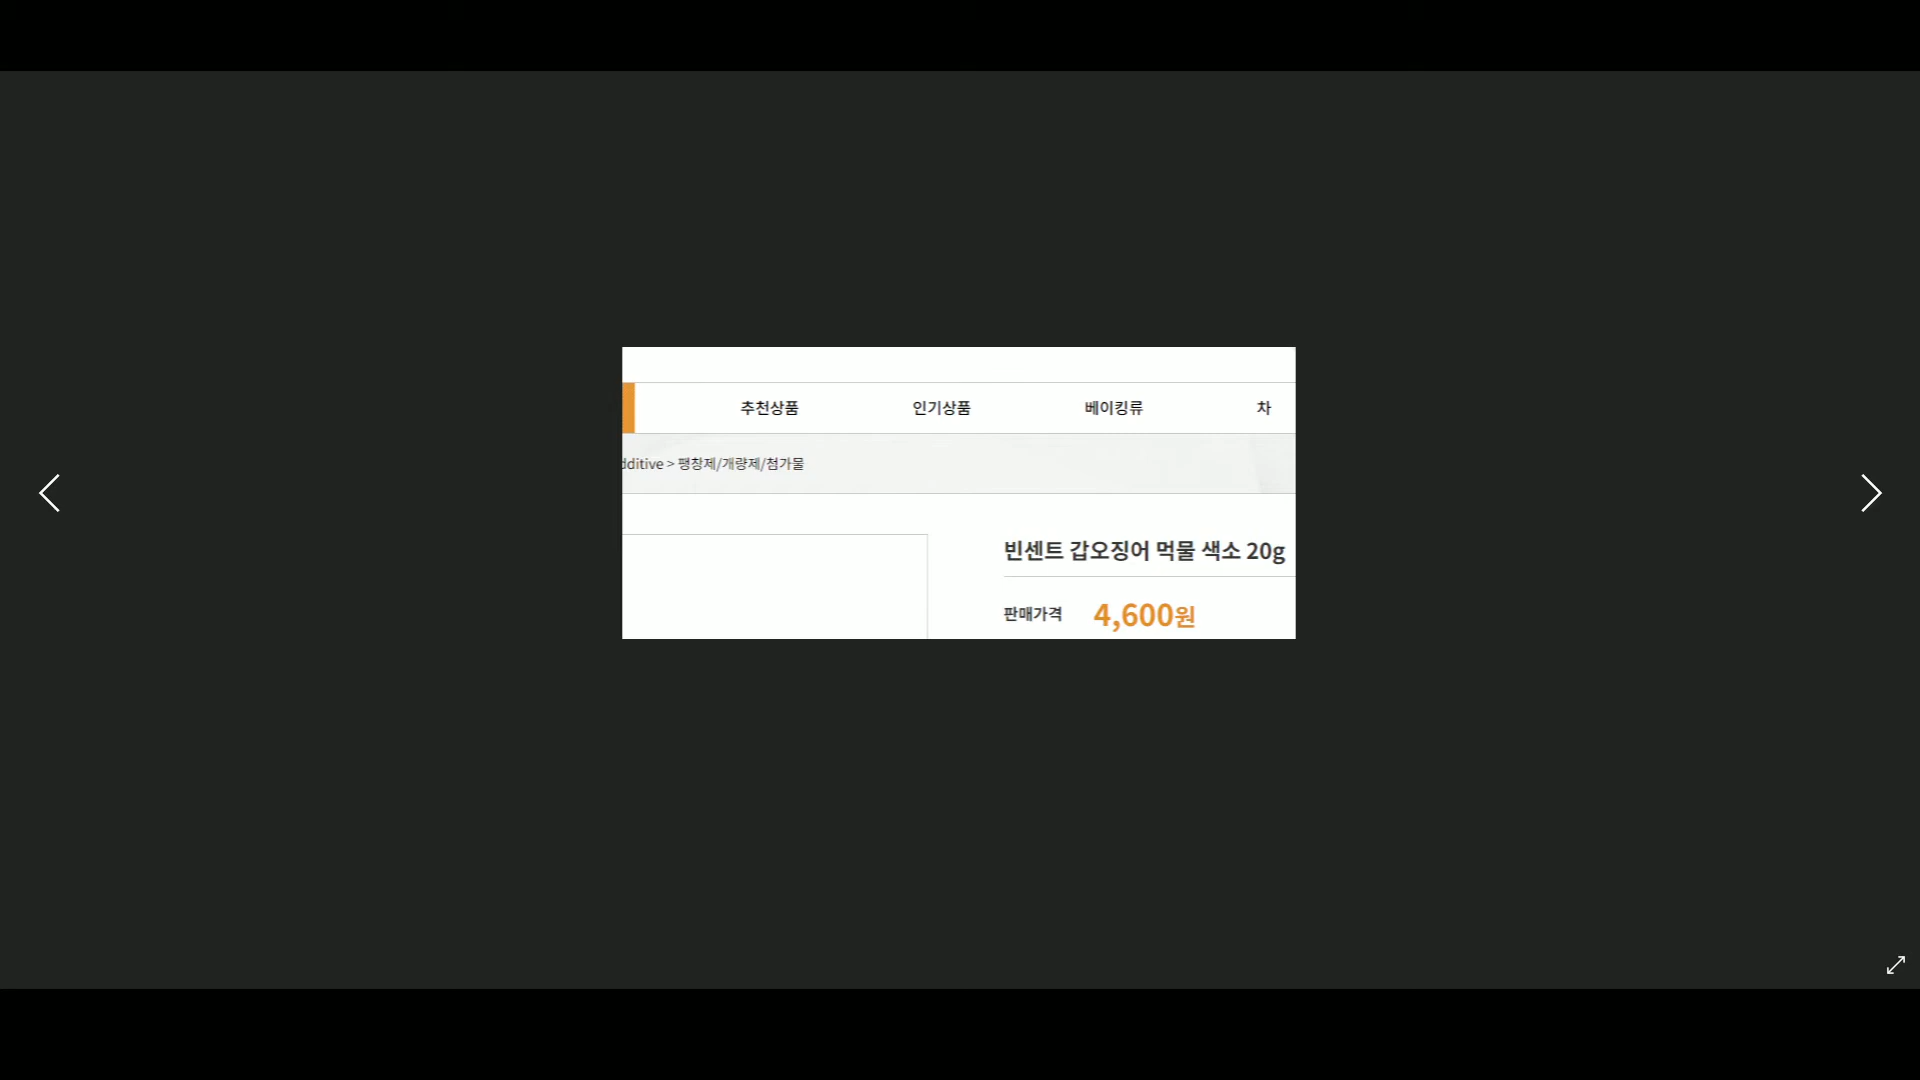 추천상품 인기상품 베이킹류 차
dditive > 팽창제/개량제/첨가물
빈센트 갑오징어 먹물 색소 20g
판매가격 4,600원